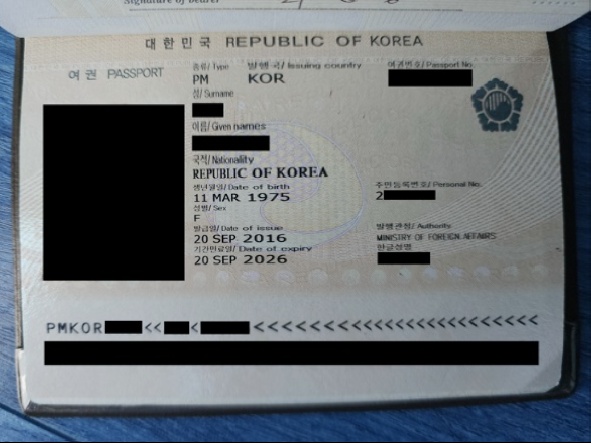 Signature of bearer
대한민국 REPUBLIC OF KOREA
여권 PASSPORT
종류/ Type 발행국/ Issuing country 여권번호/ Passport No.
PM KOR
성/ Surname
이름/ Given names
국적/ Nationality
REPUBLIC OF KOREA
생년월일/ Date of birth 주민등록번호/ Personal No.
11 MAR 1975 2
성별/ Sex
F
발급일/ Date of issue 발행관청/ Authority
20 SEP 2016 MINISTRY OF FOREIGN AFFAIRS
기간만료일/ Date of expiry 한글성명
20 SEP 2026
PMKOR << < <<<<<<<<<<<<<<<<<<<<<<<<